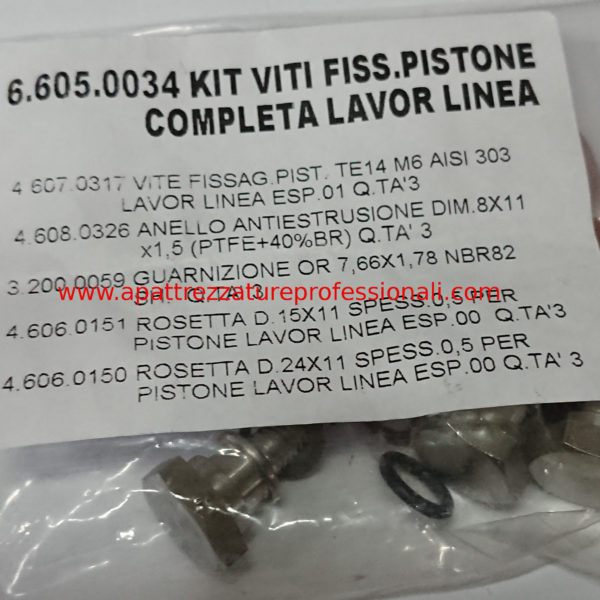 6.605.0034 KIT VITI FISS.PISTONE
COMPLETA LAVOR LINEA
4.607.0317 VITE FISSAG.PIST. TE14 M6 AISI 303
LAVOR LINEA ESP.01 Q.TA'3
4.608.0326 ANELLO ANTIESTRUSIONE DIM.8X11
x1,5 (PTFE+40%BR) Q.TA' 3
3.200.0059 GUARNIZIONE OR 7,66X1,78 NBR82
Q.TA' 3
www.apattrezzatureprofessionali.com
4.606.0151 ROSETTA D.15X11 SPESS.0,5 PER
PISTONE LAVOR LINEA ESP.00 Q.TA'3
4.606.0150 ROSETTA D.24X11 SPESS.0,5 PER
PISTONE LAVOR LINEA ESP.00 Q.TA' 3